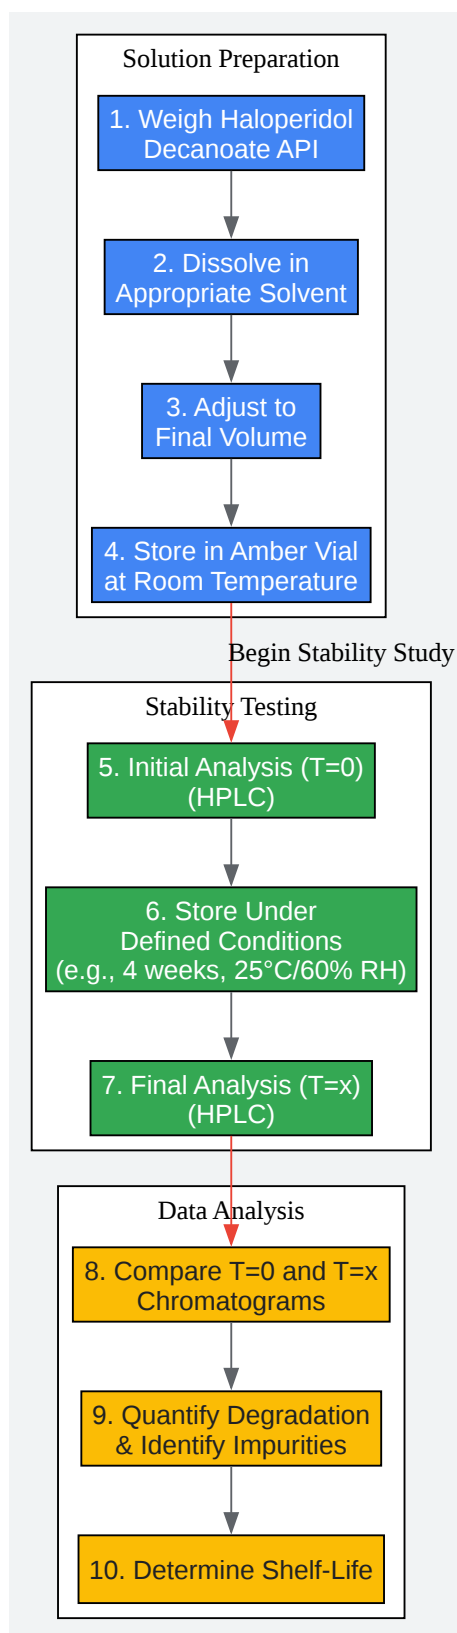 Solution Preparation
1. Weigh Haloperidol
Decanoate API
2. Dissolve in
Appropriate Solvent
3. Adjust to
Final Volume
4. Store in Amber Vial
at Room Temperature
Begin Stability Study
Stability Testing
5. Initial Analysis (T=0)
(HPLC)
6. Store Under
Defined Conditions
(e.g., 4 weeks, 25°C/60% RH)
7. Final Analysis (T=x)
(HPLC)
Data Analysis
8. Compare T=0 and T=x
Chromatograms
9. Quantify Degradation
& Identify Impurities
10. Determine Shelf-Life